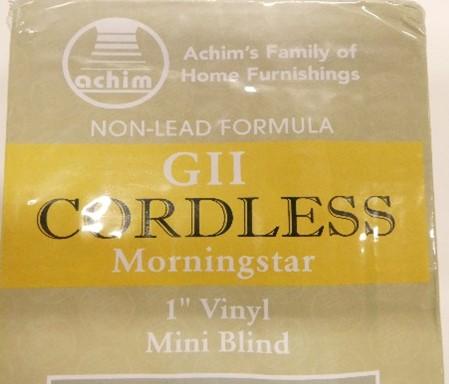 achim
Achim's Family of
Home Furnishings
NON-LEAD FORMULA
GII
CORDLESS
Morningstar
1" Vinyl
Mini Blind